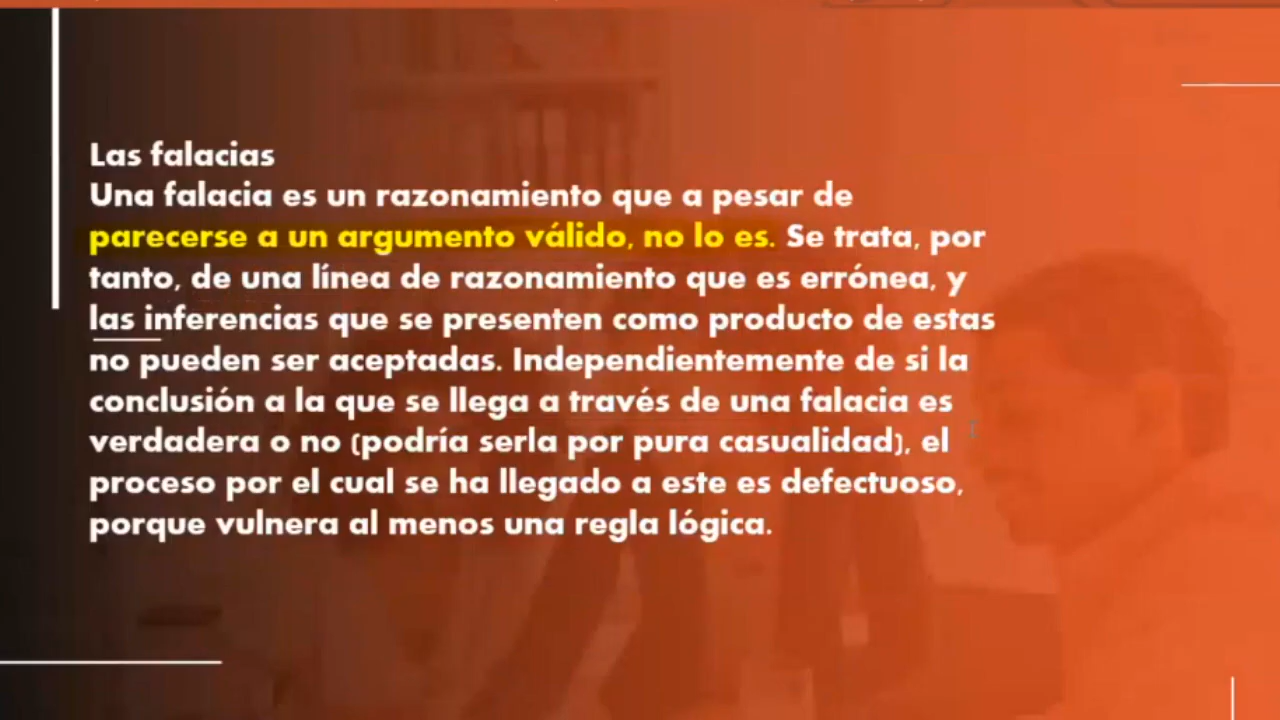 Las falacias
Una falacia es un razonamiento que a pesar de
parecerse a un argumento válido, no lo es. Se trata, por
tanto, de una línea de razonamiento que es errónea, y
las inferencias que se presenten como producto de estas
no pueden ser aceptadas. Independientemente de si la
conclusión a la que se llega a través de una falacia es
verdadera o no (podría serla por pura casualidad), el
proceso por el cual se ha llegado a este es defectuoso,
porque vulnera al menos una regla lógica.